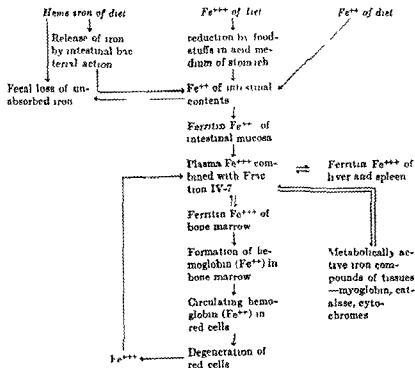 Heme iron of diet
Fe+++ of diet
Fe++ of diet
Release of iron
by intestinal bac
terial action
reduction by food-
stuffs in acid me-
dium of stomach
Fecal loss of un-
absorbed iron
Fe++ of intestinal
contents
Ferritin Fe++ of
intestinal mucosa
Plasma Fe+++ com-
bined with Frac
tion IV-7
Ferritin Fe+++ of
liver and spleen
Ferritin Fe+++ of
bone marrow
Formation of he-
moglobin (Fe++) in
bone marrow
Metabolically ac-
tive iron com-
pounds of tissues
—myoglobin, cat-
alase, cyto-
chromes
Circulating hemo-
globin (Fe++) in
red cells
Fe+++
Degeneration of
red cells